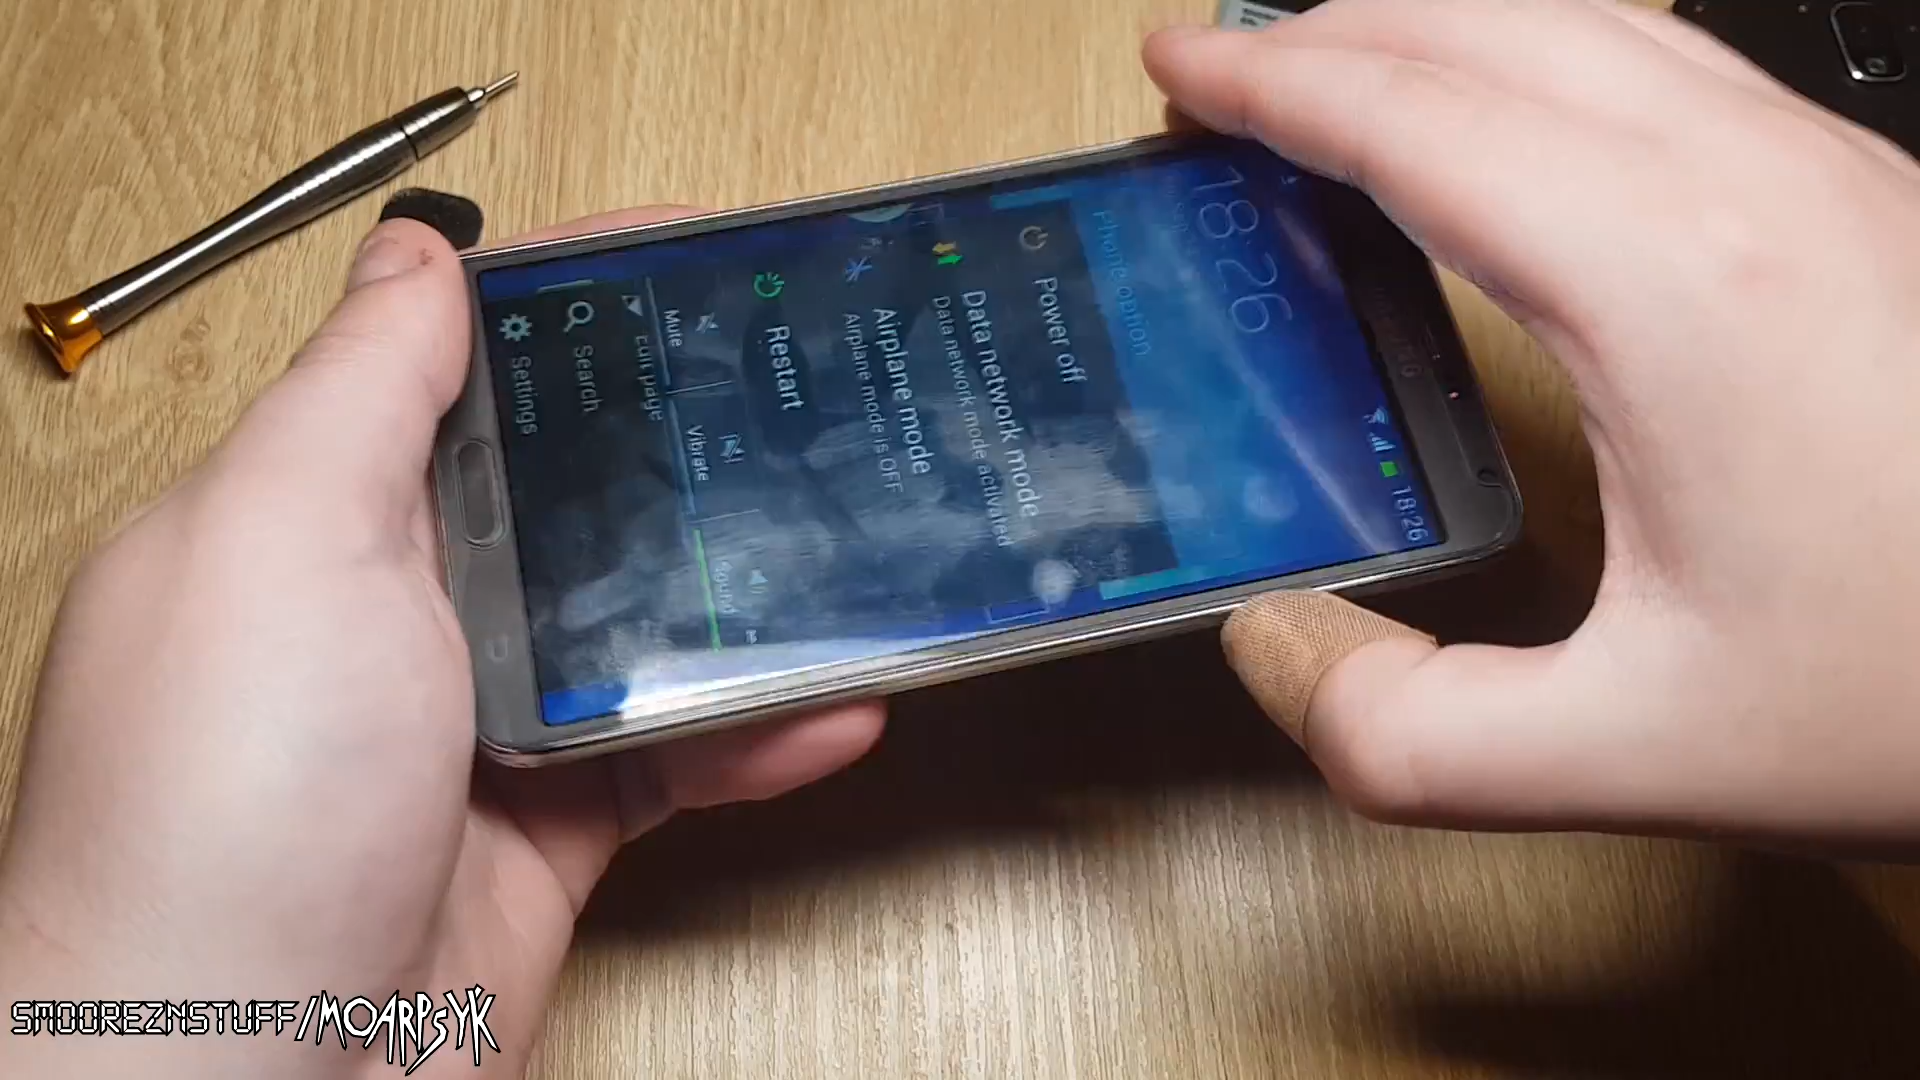 18:26
18:26
Phone option
Power off
Data network mode
Data network mode activated
Airplane mode
Airplane mode is OFF
Restart
Mute
Vibrate
Sound
Edit page
Search
Settings
SMOOREZNSTUFF/MOARPSYK